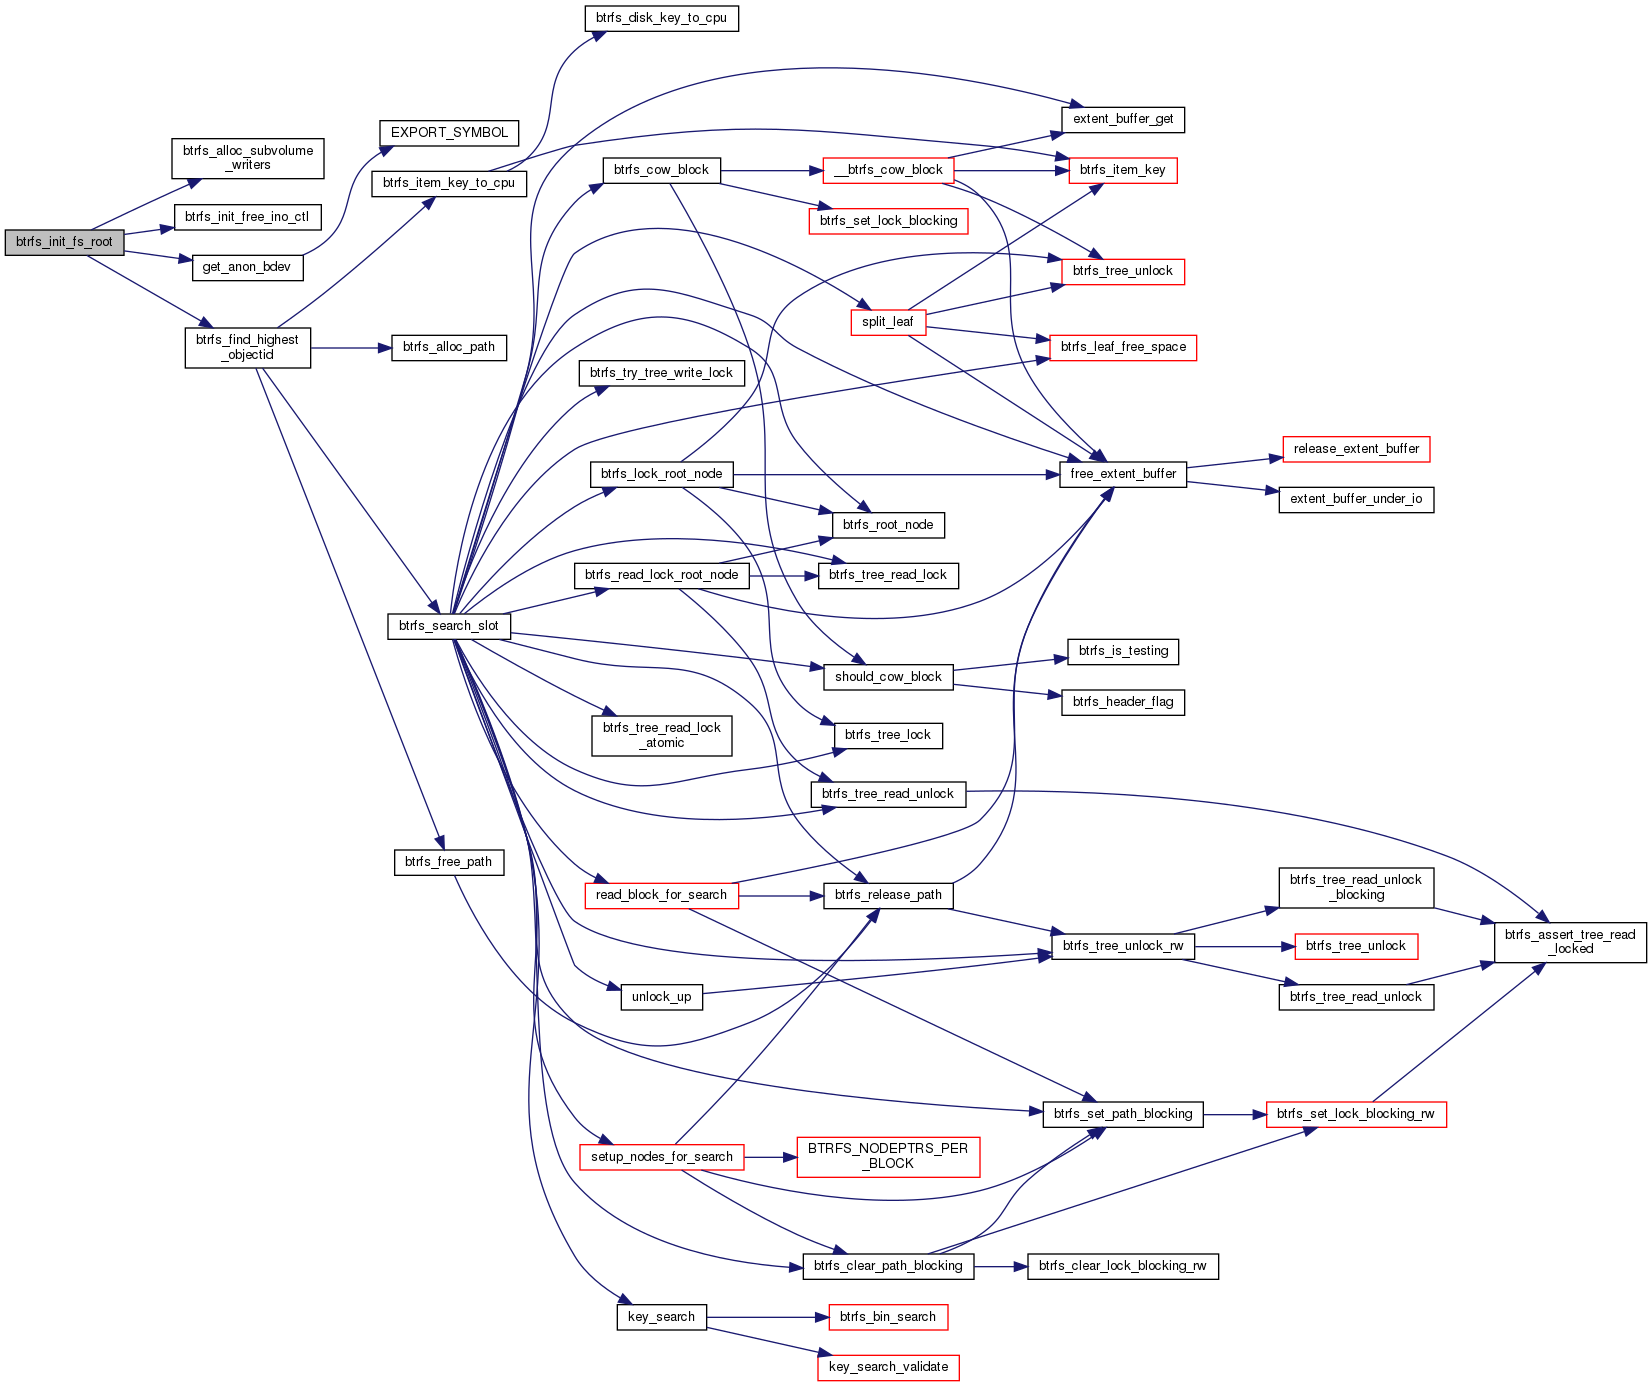 btrfs_disk_key_to_cpu
extent_buffer_get
EXPORT_SYMBOL
btrfs_alloc_subvolume
_writers
btrfs_item_key_to_cpu
btrfs_cow_block
__btrfs_cow_block
btrfs_item_key
btrfs_init_free_ino_ctl
btrfs_set_lock_blocking
btrfs_init_fs_root
get_anon_bdev
btrfs_tree_unlock
split_leaf
btrfs_find_highest
_objectid
btrfs_alloc_path
btrfs_leaf_free_space
btrfs_try_tree_write_lock
release_extent_buffer
btrfs_lock_root_node
free_extent_buffer
extent_buffer_under_io
btrfs_root_node
btrfs_read_lock_root_node
btrfs_tree_read_lock
btrfs_search_slot
btrfs_is_testing
should_cow_block
btrfs_header_flag
btrfs_tree_read_lock
_atomic
btrfs_tree_lock
btrfs_tree_read_unlock
btrfs_free_path
read_block_for_search
btrfs_release_path
btrfs_tree_read_unlock
_blocking
btrfs_tree_unlock_rw
btrfs_tree_unlock
btrfs_assert_tree_read
_locked
unlock_up
btrfs_tree_read_unlock
btrfs_set_path_blocking
btrfs_set_lock_blocking_rw
setup_nodes_for_search
BTRFS_NODEPTRS_PER
_BLOCK
btrfs_clear_path_blocking
btrfs_clear_lock_blocking_rw
key_search
btrfs_bin_search
key_search_validate